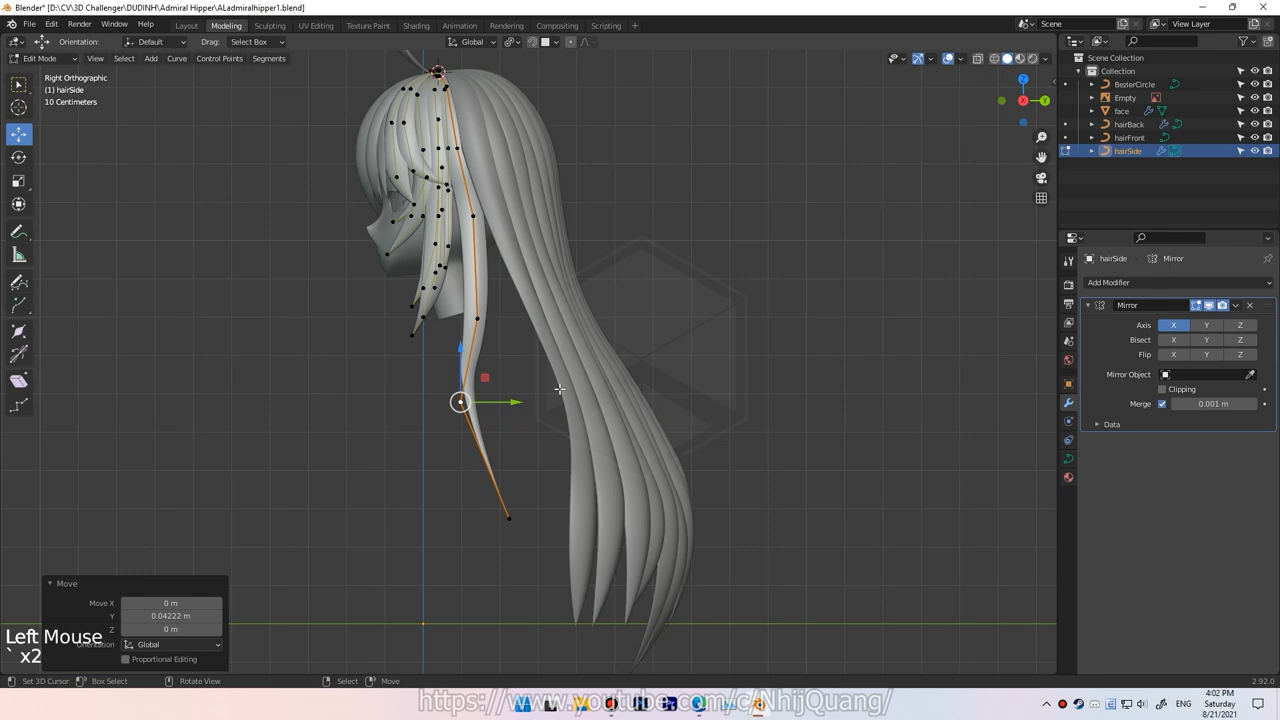 Blender* [D:\CV\3D Challenger\DUDINH\Admiral Hipper\ALadmiralhipper1.blend]
File Edit Render Window Help Layout Modeling Sculpting UV Editing Texture Paint Shading Animation Rendering Compositing Scripting + Scene View Layer
Orientation: Default Drag: Select Box Global Options
Edit Mode View Select Add Curve Control Points Segments
Right Orthographic
(1) hairSide
10 Centimeters
Z
X
Y
Move
Move X 0 m
Y 0.04222 m
Z 0 m
Orientation Global
Proportional Editing
Left Mouse
` x2
Scene Collection
Collection
BezierCircle
Empty
face
hairBack
hairFront
hairSide
hairSide Mirror
Add Modifier
Mirror
Axis X Y Z
Bisect X Y Z
Flip X Y Z
Mirror Object
Clipping
Merge 0.001 m
Data
Set 3D Cursor Box Select Rotate View Select Move 2.92.0
https://www.youtube.com/c/NhijQuang/
4:02 PM
Saturday
8/21/2021